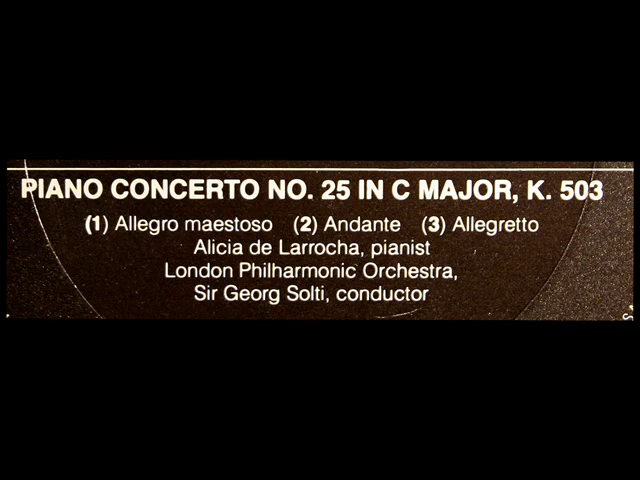 PIANO CONCERTO NO. 25 IN C MAJOR, K. 503
(1) Allegro maestoso (2) Andante (3) Allegretto
Alicia de Larrocha, pianist
London Philharmonic Orchestra,
Sir Georg Solti, conductor